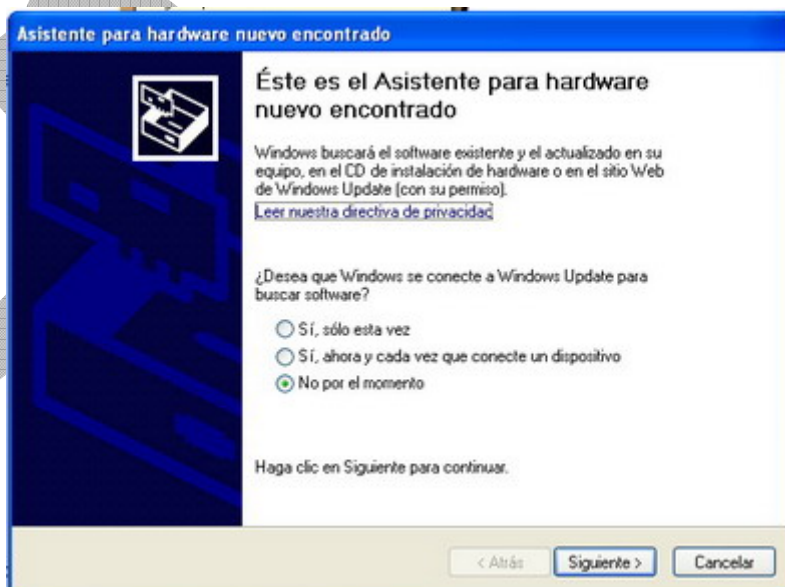 Asistente para hardware nuevo encontrado
Éste es el Asistente para hardware
nuevo encontrado
Windows buscará el software existente y el actualizado en su
equipo, en el CD de instalación de hardware o en el sitio Web
de Windows Update (con su permiso).
Leer nuestra directiva de privacidad
¿Desea que Windows se conecte a Windows Update para
buscar software?
Sí, sólo esta vez
Sí, ahora y cada vez que conecte un dispositivo
No por el momento
Haga clic en Siguiente para continuar.
< Atrás
Siguiente >
Cancelar